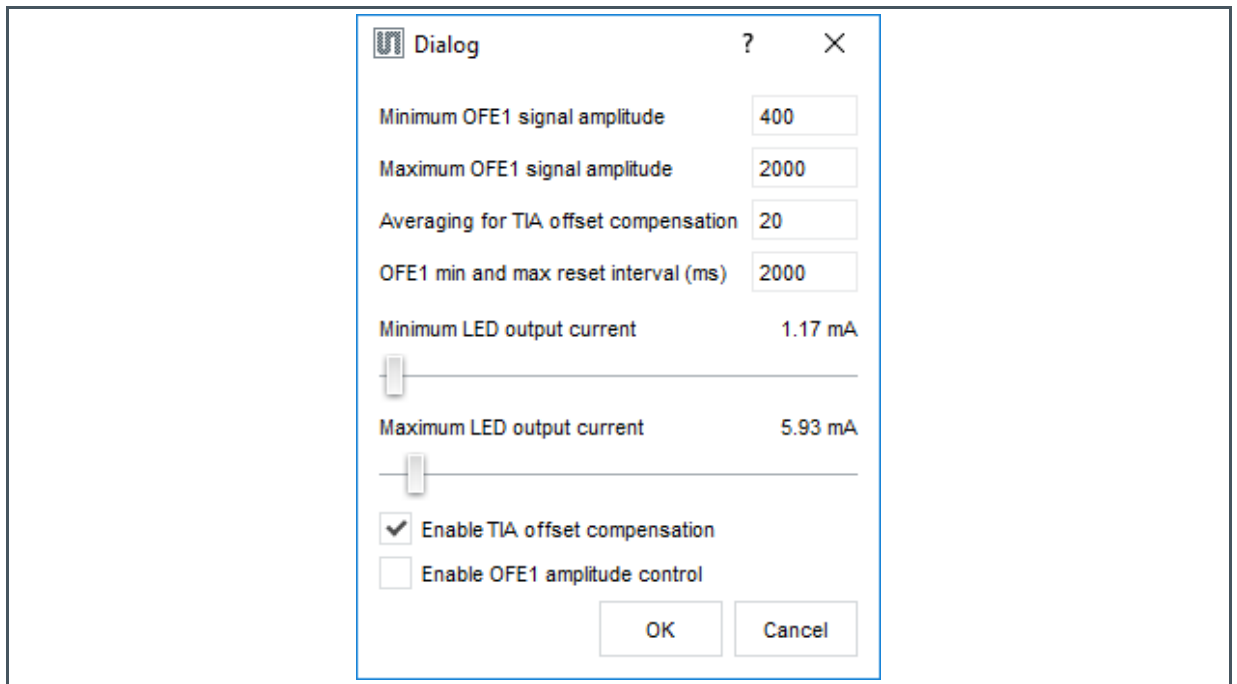 Dialog ?
Minimum OFE1 signal amplitude 400
Maximum OFE1 signal amplitude 2000
Averaging for TIA offset compensation 20
OFE1 min and max reset interval (ms) 2000
Minimum LED output current 1.17 mA
Maximum LED output current 5.93 mA
Enable TIA offset compensation
Enable OFE1 amplitude control
OK Cancel